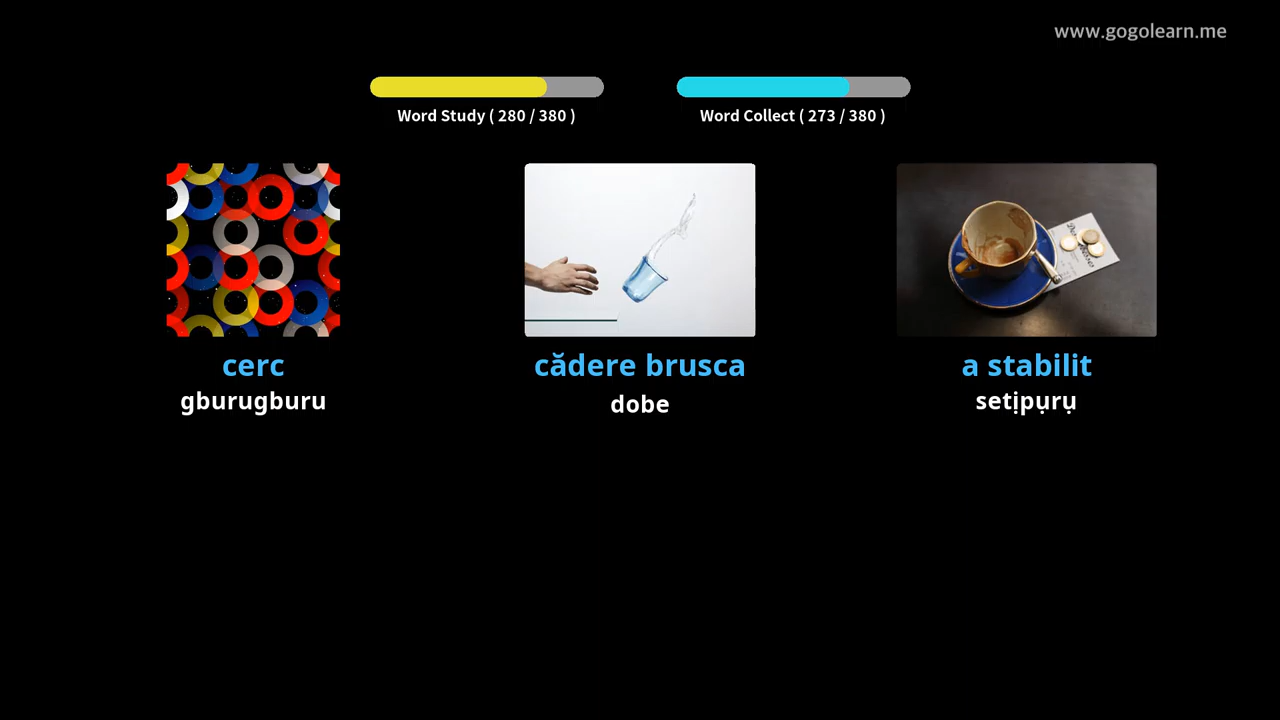 www.gogolearn.me
Word Study ( 280 / 380 )
Word Collect ( 273 / 380 )
cerc
gburugburu
cădere brusca
dobe
a stabilit
setịpụrụ